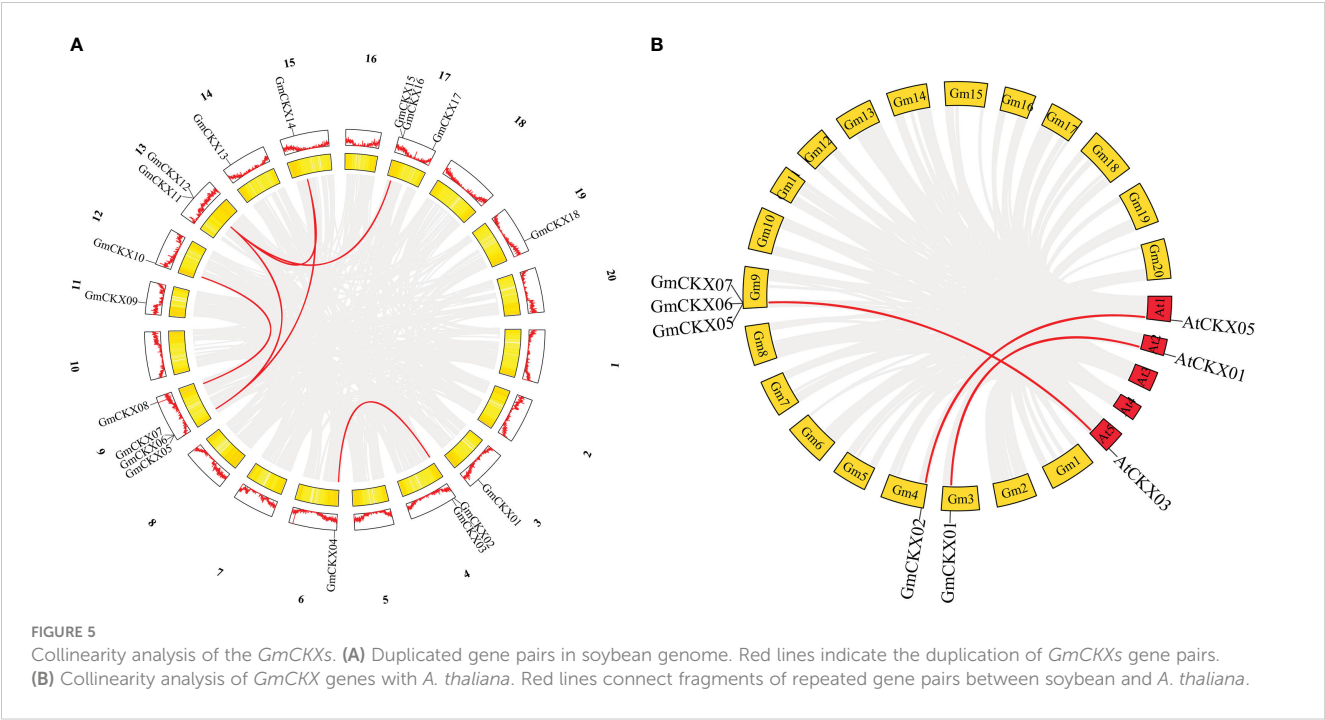 A
15
16
17
14
18
13
19
12
20
11
1
10
2
9
3
8
4
7
6
5
GmCKX14
GmCKX15
GmCKX16
GmCKX17
GmCKX13
GmCKX12
GmCKX11
GmCKX18
GmCKX10
GmCKX09
GmCKX08
GmCKX07
GmCKX06
GmCKX05
GmCKX01
GmCKX02
GmCKX03
GmCKX04
B
Gm14
Gm15
Gm16
Gm13
Gm17
Gm12
Gm18
Gm11
Gm19
Gm10
Gm20
Gm9
At1
Gm8
At2
Gm7
At3
Gm6
At4
Gm5
At5
Gm4
Gm3
Gm2
Gm1
GmCKX07
GmCKX06
GmCKX05
AtCKX05
AtCKX01
AtCKX03
GmCKX02
GmCKX01
FIGURE 5
Collinearity analysis of the GmCKXs. (A) Duplicated gene pairs in soybean genome. Red lines indicate the duplication of GmCKXs gene pairs.
(B) Collinearity analysis of GmCKX genes with A. thaliana. Red lines connect fragments of repeated gene pairs between soybean and A. thaliana.